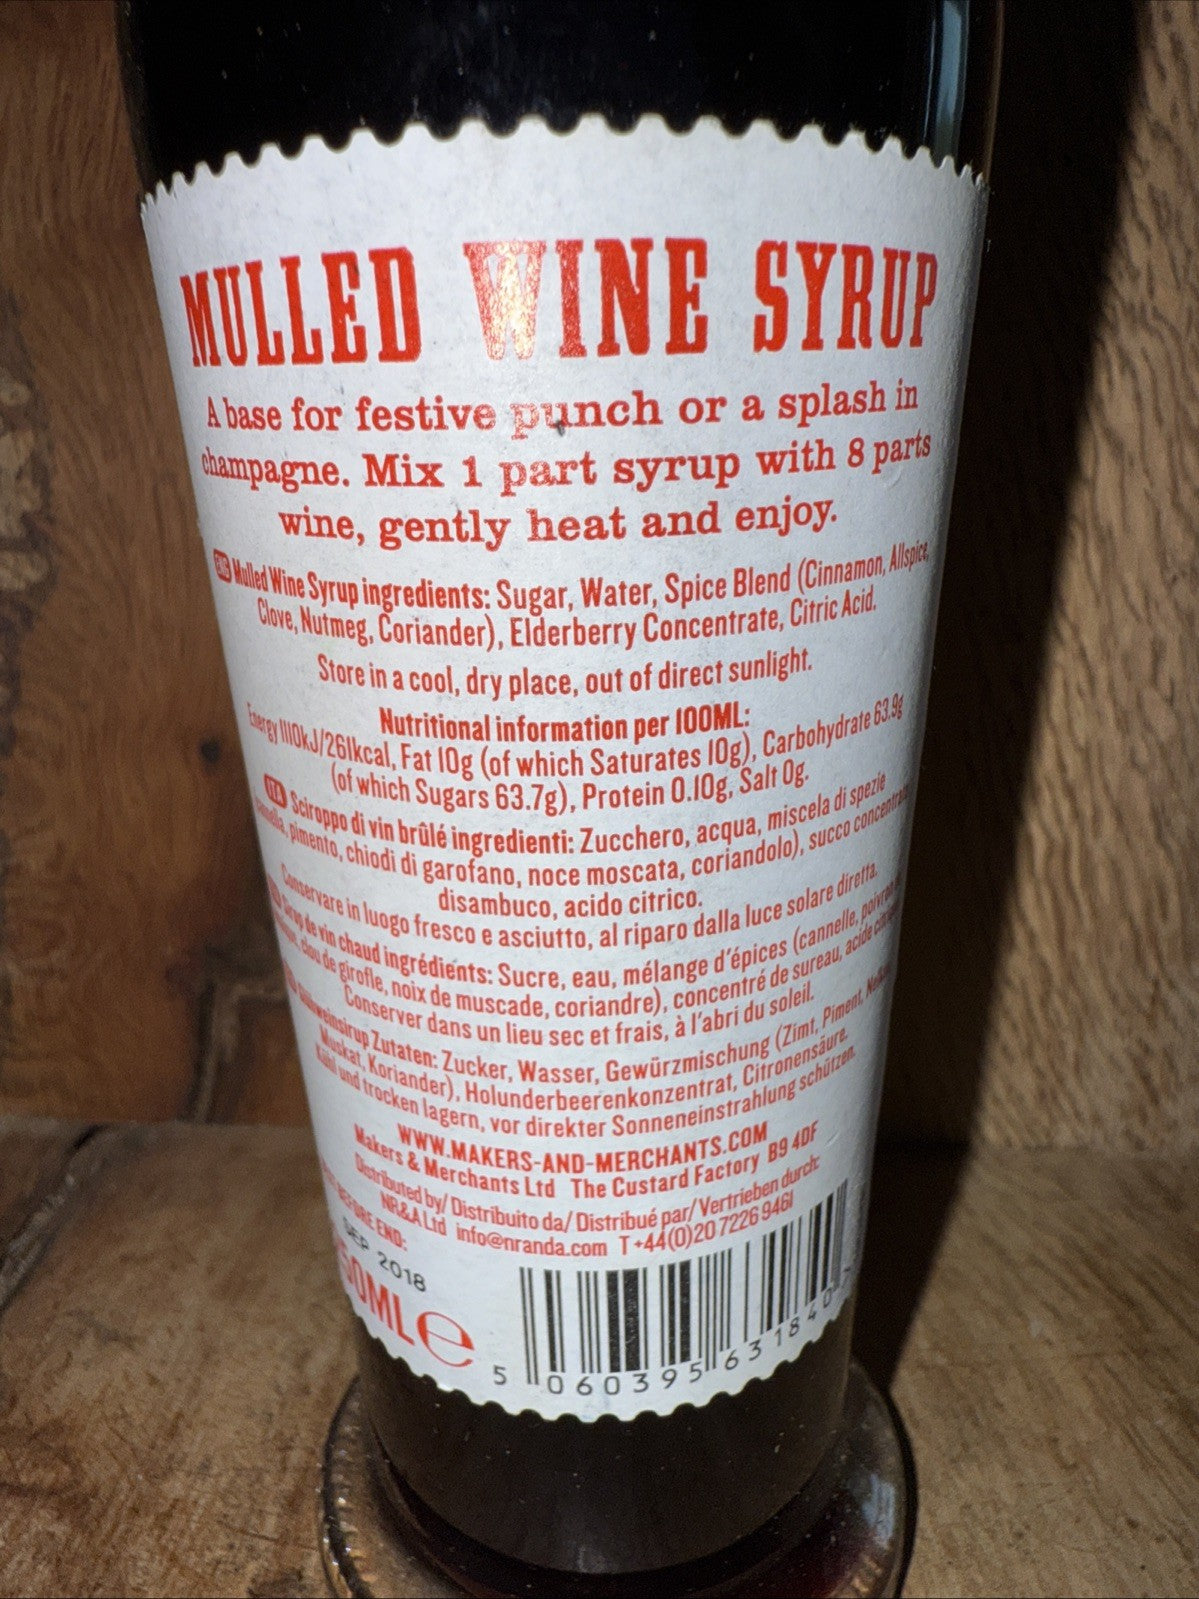 MULLED WINE SYRUP
A base for festive punch or a splash in
champagne. Mix 1 part syrup with 8 parts
wine, gently heat and enjoy.
ENG Mulled Wine Syrup ingredients: Sugar, Water, Spice Blend (Cinnamon, Allspice,
Clove, Nutmeg, Coriander), Elderberry Concentrate, Citric Acid.
Store in a cool, dry place, out of direct sunlight.
Nutritional information per 100ML:
Energy 1110kJ/261kcal, Fat 10g (of which Saturates 10g), Carbohydrate 63.9g
(of which Sugars 63.7g), Protein 0.10g, Salt 0g.
ITA Sciroppo di vin brûlé ingredienti: Zucchero, acqua, miscela di spezie
pimento, chiodi di garofano, noce moscata, coriandolo), succo
disambuco, acido citrico.
Conservare in luogo fresco e asciutto, al riparo dalla luce solare diretta.
Sirup de vin chaud ingrédients: Sucre, eau, mélange d'épices (cannelle,
clou de girofle, noix de muscade, coriandre), concentré de sureau, acide
Conserver dans un lieu sec et frais, à l'abri du soleil.
Zutaten: Zucker, Wasser, Gewürzmischung (Zimt, Piment,
Muskat, Koriander), Holunderbeerenkonzentrat, Citronensäure.
Kühl und trocken lagern, vor direkter Sonneneinstrahlung schützen.
WWW.MAKERS-AND-MERCHANTS.COM
Makers & Merchants Ltd The Custard Factory B9 4DF
Distributed by/ Distribuito da/ Distribué par/ Vertrieben durch:
NR&A Ltd info@nranda.com T +44(0)20 7226 9461
BEFORE END:
SEP 2018
50ML e
5 060395 631840